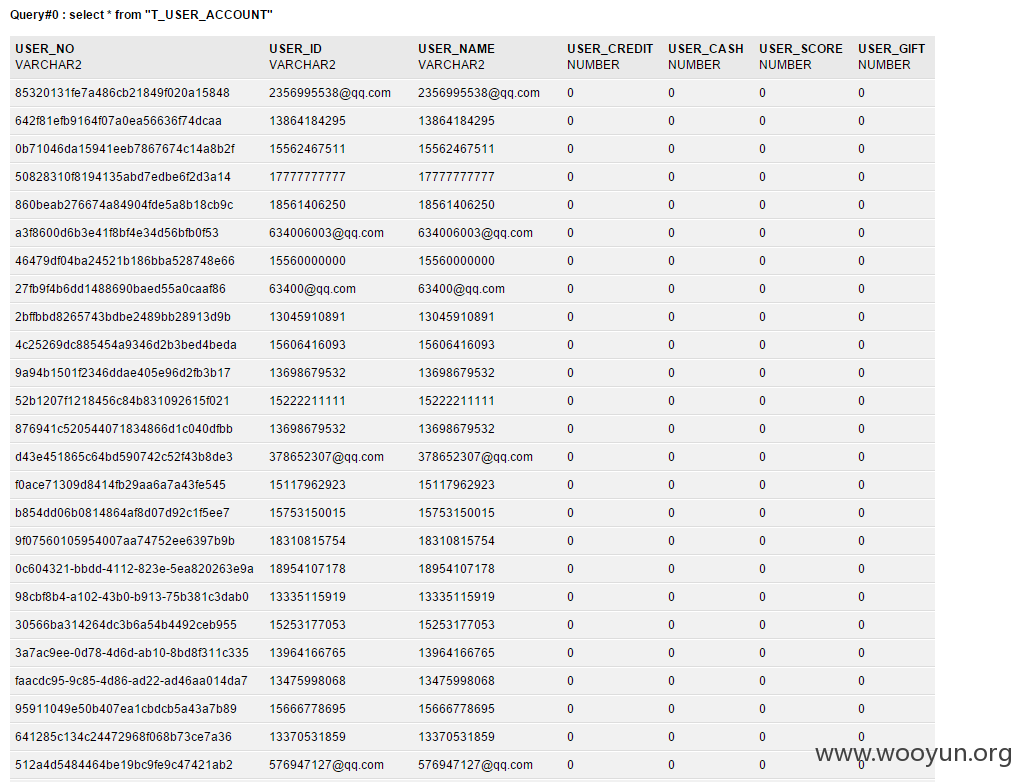 Query#0 : select * from "T_USER_ACCOUNT"
USER_NO USER_ID USER_NAME USER_CREDIT USER_CASH USER_SCORE USER_GIFT
VARCHAR2 VARCHAR2 VARCHAR2 NUMBER NUMBER NUMBER NUMBER
85320131fe7a486cb21849f020a15848 2356995538@qq.com 2356995538@qq.com 0 0 0 0
642f81efb9164f07a0ea56636f74dcaa 13864184295 13864184295 0 0 0 0
0b71046da15941eeb7867674c14a8b2f 15562467511 15562467511 0 0 0 0
50828310f8194135abd7edbe6f2d3a14 17777777777 17777777777 0 0 0 0
860beab276674a84904fde5a8b18cb9c 18561406250 18561406250 0 0 0 0
a3f8600d6b3e41f8bf4e34d56bfb0f53 634006003@qq.com 634006003@qq.com 0 0 0 0
46479df04ba24521b186bba528748e66 15560000000 15560000000 0 0 0 0
27fb9f4b6dd1488690baed55a0caaf86 63400@qq.com 63400@qq.com 0 0 0 0
2bffbbd8265743bdbe2489bb28913d9b 13045910891 13045910891 0 0 0 0
4c25269dc885454a9346d2b3bed4beda 15606416093 15606416093 0 0 0 0
9a94b1501f2346ddae405e96d2fb3b17 13698679532 13698679532 0 0 0 0
52b1207f1218456c84b831092615f021 15222211111 15222211111 0 0 0 0
876941c520544071834866d1c040dfbb 13698679532 13698679532 0 0 0 0
d43e451865c64bd590742c52f43b8de3 378652307@qq.com 378652307@qq.com 0 0 0 0
f0ace71309d8414fb29aa6a7a43fe545 15117962923 15117962923 0 0 0 0
b854dd06b0814864af8d07d92c1f5ee7 15753150015 15753150015 0 0 0 0
9f07560105954007aa74752ee6397b9b 18310815754 18310815754 0 0 0 0
0c604321-bbdd-4112-823e-5ea820263e9a 18954107178 18954107178 0 0 0 0
98cbf8b4-a102-43b0-b913-75b381c3dab0 13335115919 13335115919 0 0 0 0
30566ba314264dc3b6a54b4492ceb955 15253177053 15253177053 0 0 0 0
3a7ac9ee-0d78-4d6d-ab10-8bd8f311c335 13964166765 13964166765 0 0 0 0
faacdc95-9c85-4d86-ad22-ad46aa014da7 13475998068 13475998068 0 0 0 0
95911049e50b407ea1cbdcb5a43a7b89 15666778695 15666778695 0 0 0 0
641285c134c24472968f068b73ce7a36 13370531859 13370531859 0 0 0 0
512a4d5484464be19bc9fe9c47421ab2 576947127@qq.com 576947127@qq.com 0 0 0 0
www.wooyun.org